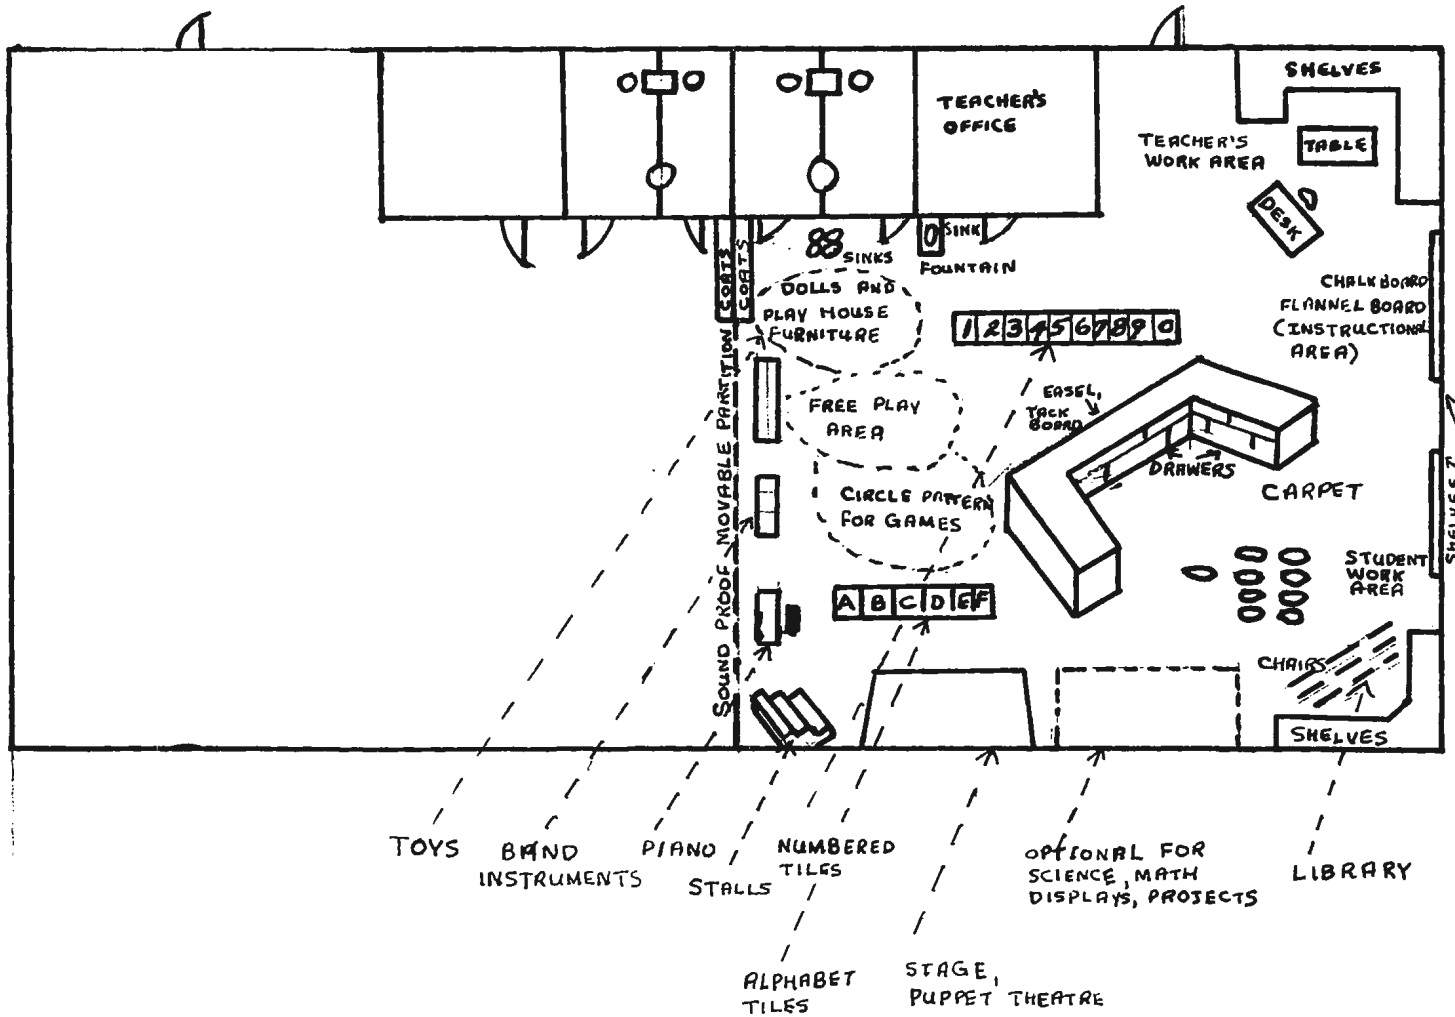 SHELVES
TEACHER'S
OFFICE
TEACHER'S
WORK AREA
TABLE
DESK
SINK
FOUNTAIN
SINKS
COATS
COATS
DOLLS AND
PLAY HOUSE
FURNITURE
1 2 3 4 5 6 7 8 9 0
CHALK BOARD
FLANNEL BOARD
(INSTRUCTIONAL
AREA)
EASEL,
TACK
BOARD
FREE PLAY
AREA
DRAWERS
CARPET
CIRCLE PATTERN
FOR GAMES
SOUND PROOF MOVABLE PARTITION
SHELVES
STUDENT
WORK
AREA
A B C D E F
CHAIRS
SHELVES
TOYS
BAND
INSTRUMENTS
PIANO
STALLS
NUMBERED
TILES
OPTIONAL FOR
SCIENCE, MATH
DISPLAYS, PROJECTS
LIBRARY
ALPHABET
TILES
STAGE,
PUPPET THEATRE